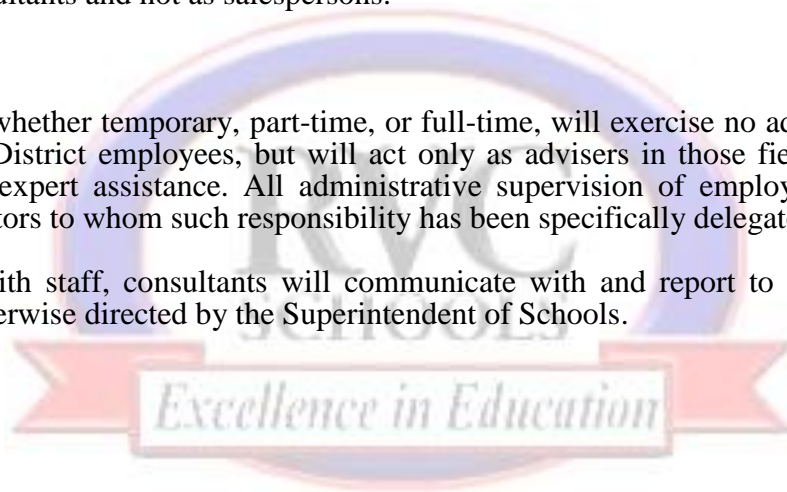 ultants and not as salespersons.
whether temporary, part-time, or full-time, will exercise no ad
District employees, but will act only as advisers in those fie
expert assistance. All administrative supervision of employ
tors to whom such responsibility has been specifically delegat
ith staff, consultants will communicate with and report to
erwise directed by the Superintendent of Schools.
RVC
SCHOOLS
Excellence in Education